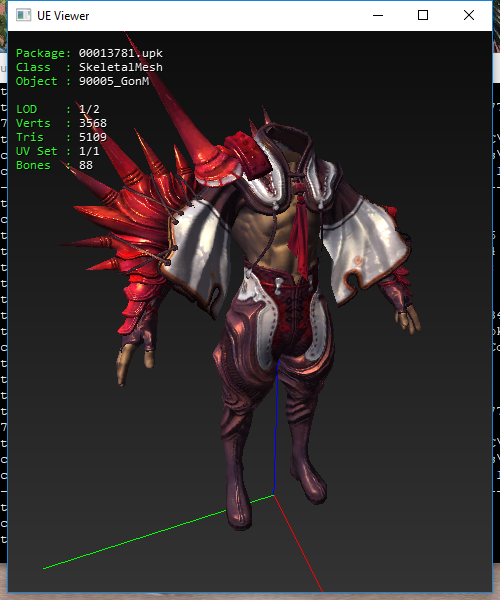 UE Viewer
Package: 00013781.upk
Class : SkeletalMesh
Object : 90005_GonM
LOD : 1/2
Verts : 3568
Tris : 5109
UV Set : 1/1
Bones : 88